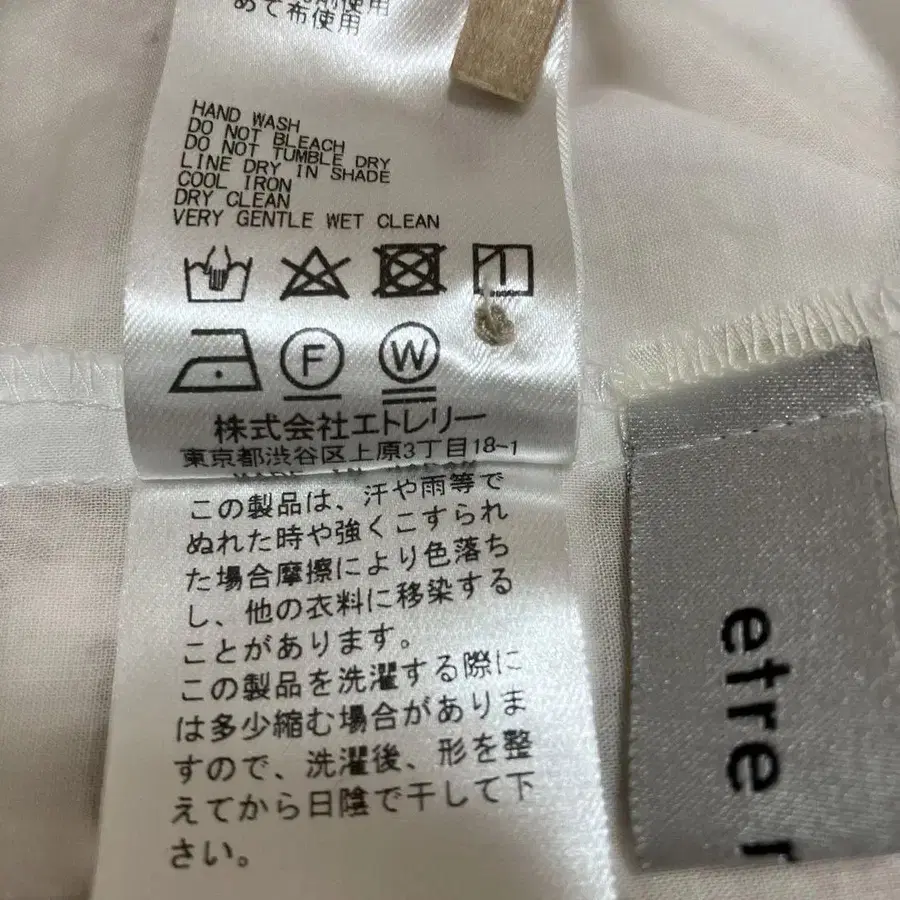 めて布使用
HAND WASH
DO NOT BLEACH
DO NOT TUMBLE DRY
LINE DRY IN SHADE
COOL IRON
DRY CLEAN
VERY GENTLE WET CLEAN
F
W
株式会社エトレリー
東京都渋谷区上原3丁目18-1
この製品は、汗や雨等で
ぬれた時や強くこすられ
た場合摩擦により色落ち
し、他の衣料に移染する
ことがあります。
この製品を洗濯する際に
は多少縮む場合がありま
すので、洗濯後、形を整
えてから日陰で干して下
さい。
etre